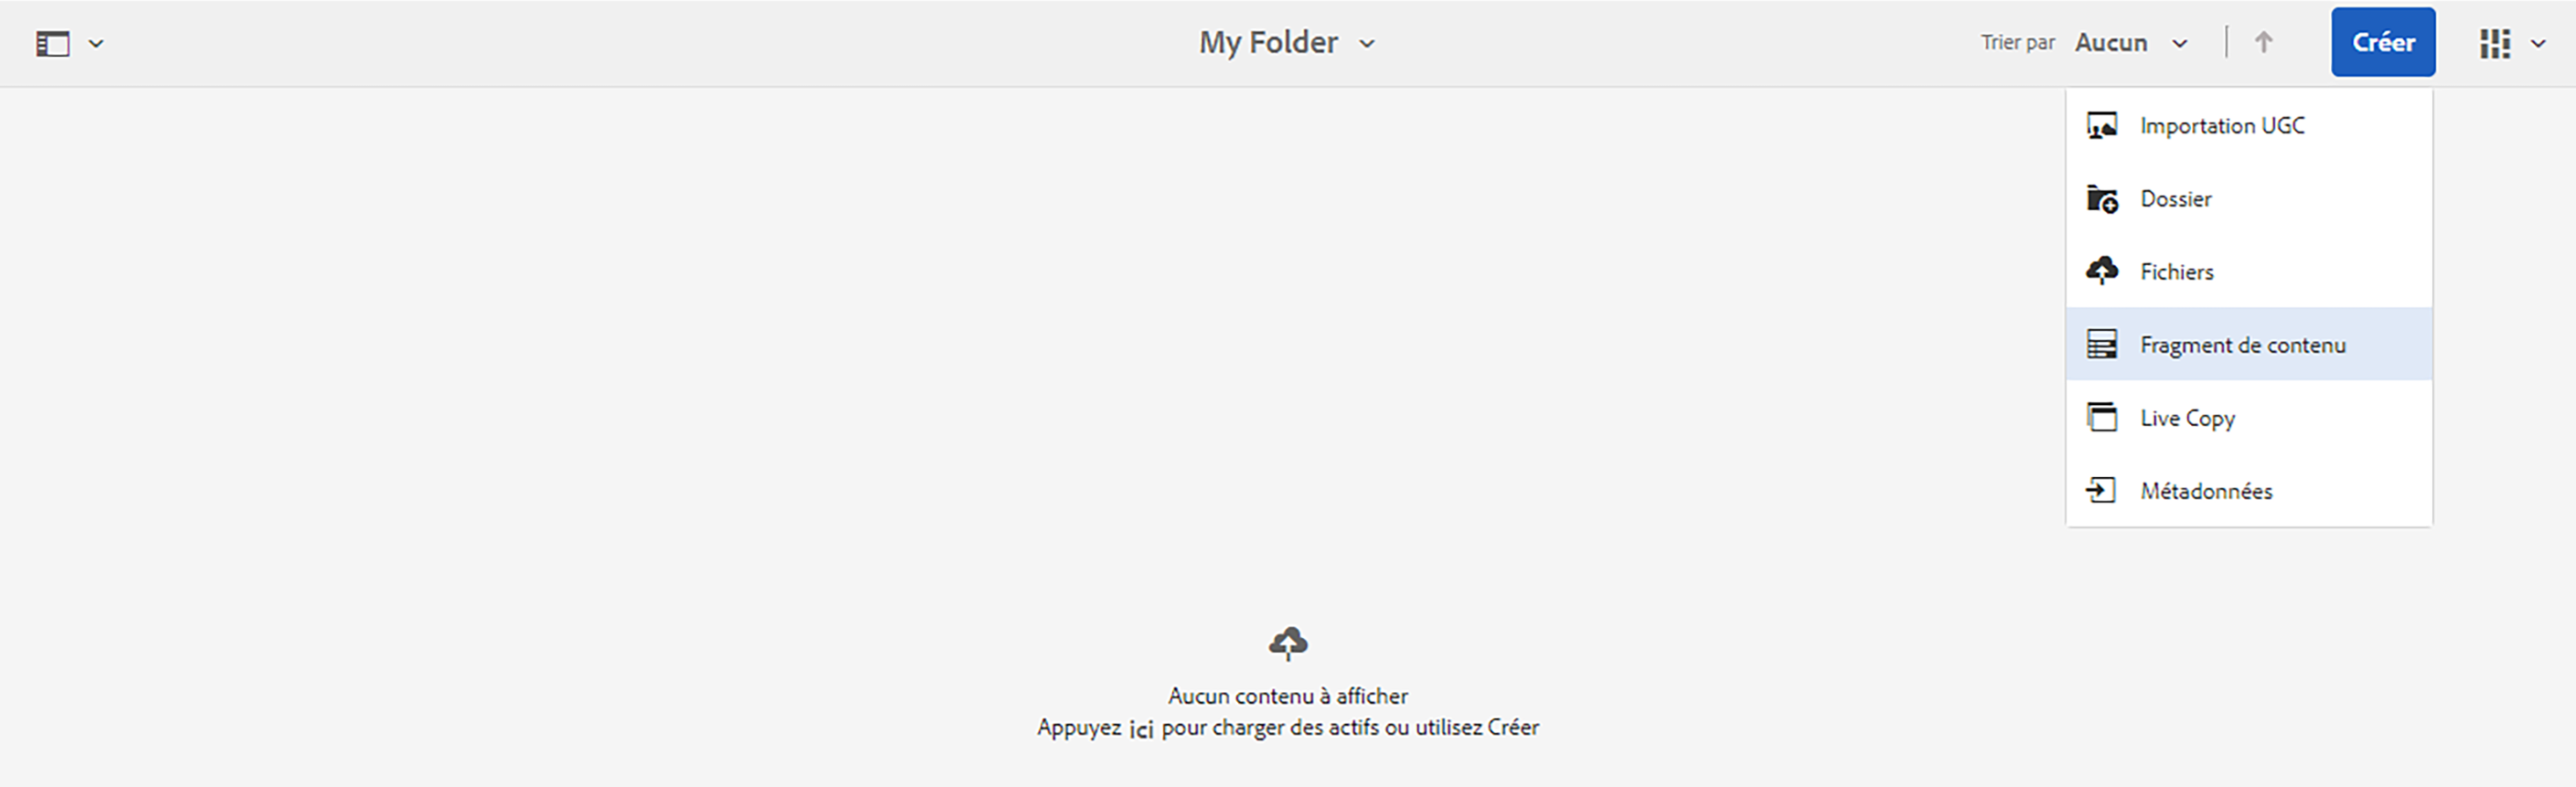 My Folder
Trier par Aucun
Créer
Importation UGC
Dossier
Fichiers
Fragment de contenu
Live Copy
Métadonnées
Aucun contenu à afficher
Appuyez ici pour charger des actifs ou utilisez Créer